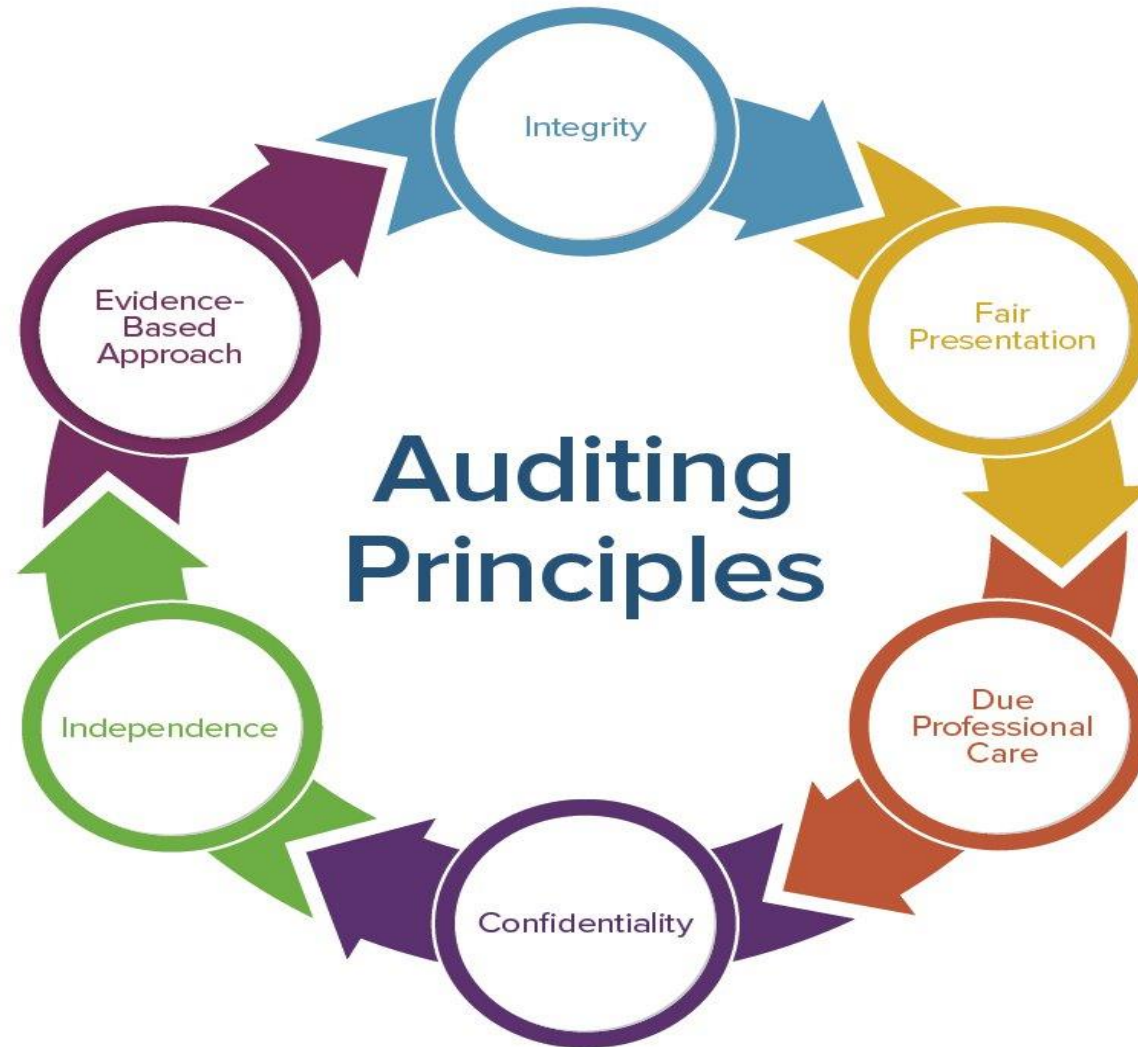 Integrity
Fair
Presentation
Due
Professional
Care
Confidentiality
Independence
Evidence-
Based
Approach
Auditing
Principles